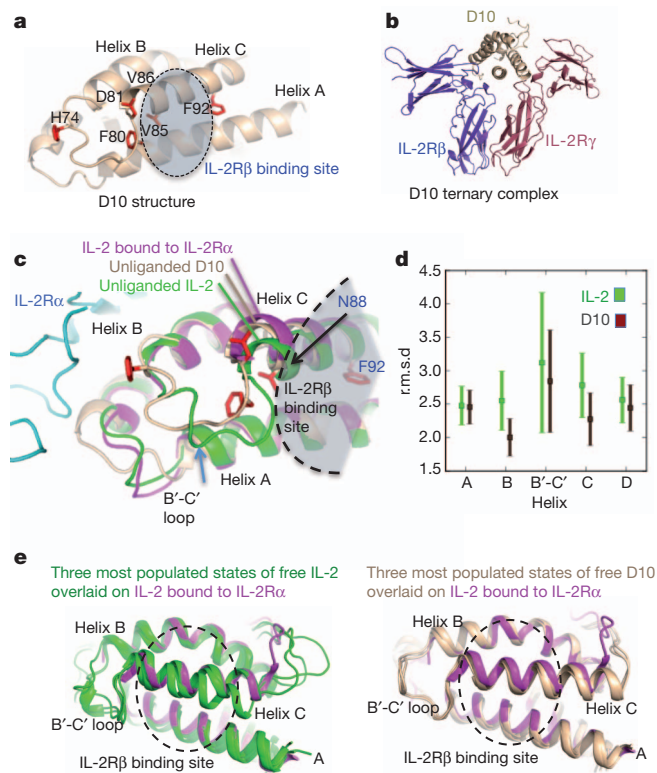 a
Helix B
Helix C
V86
Helix A
D81
H74
F92
F80
V85
IL-2Rβ binding site
D10 structure
b
D10
IL-2Rβ
IL-2Rγ
D10 ternary complex
c
IL-2 bound to IL-2Rα
Unliganded D10
Unliganded IL-2
IL-2Rα
Helix C
N88
Helix B
F92
IL-2Rβ
binding
site
Helix A
B′-C′
loop
d
4.5
4.0
3.5
3.0
2.5
2.0
1.5
r.m.s.d
IL-2
D10
A
B
B′-C′
C
D
Helix
e
Three most populated states of free IL-2
overlaid on IL-2 bound to IL-2Rα
Helix B
B′-C′ loop
Helix C
IL-2Rβ binding site
A
Three most populated states of free D10
overlaid on IL-2 bound to IL-2Rα
Helix B
B′-C′ loop
Helix C
IL-2Rβ binding site
A